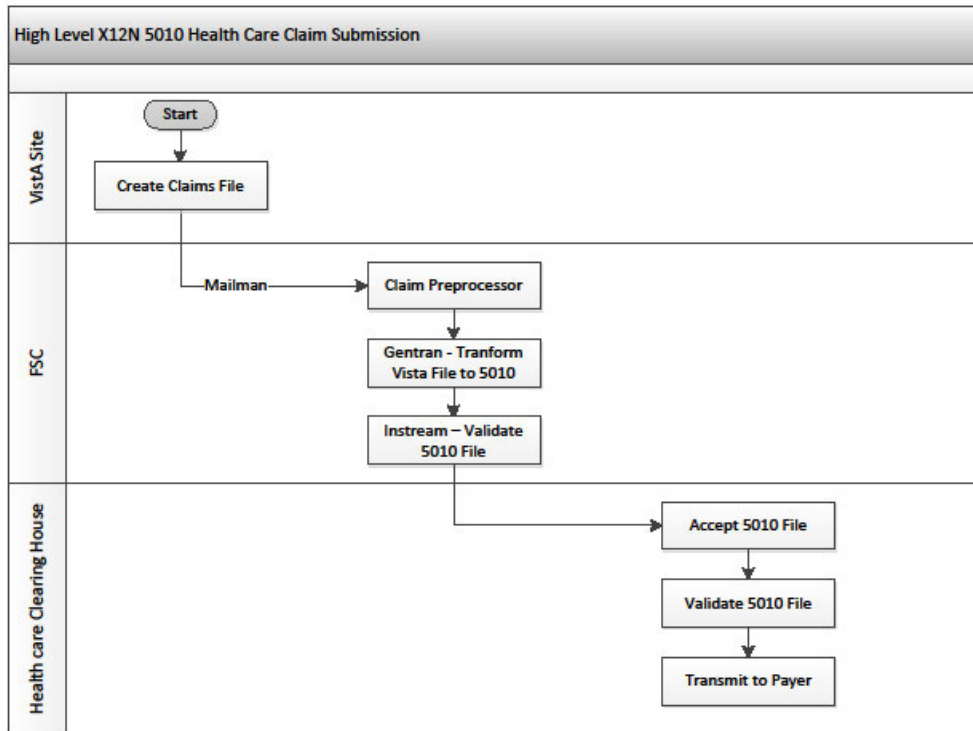 High Level X12N 5010 Health Care Claim Submission
VistA Site
Start
Create Claims File
FSC
Mailman
Claim Preprocessor
Gentran - Tranform
Vista File to 5010
Instream – Validate
5010 File
Health care Clearing House
Accept 5010 File
Validate 5010 File
Transmit to Payer